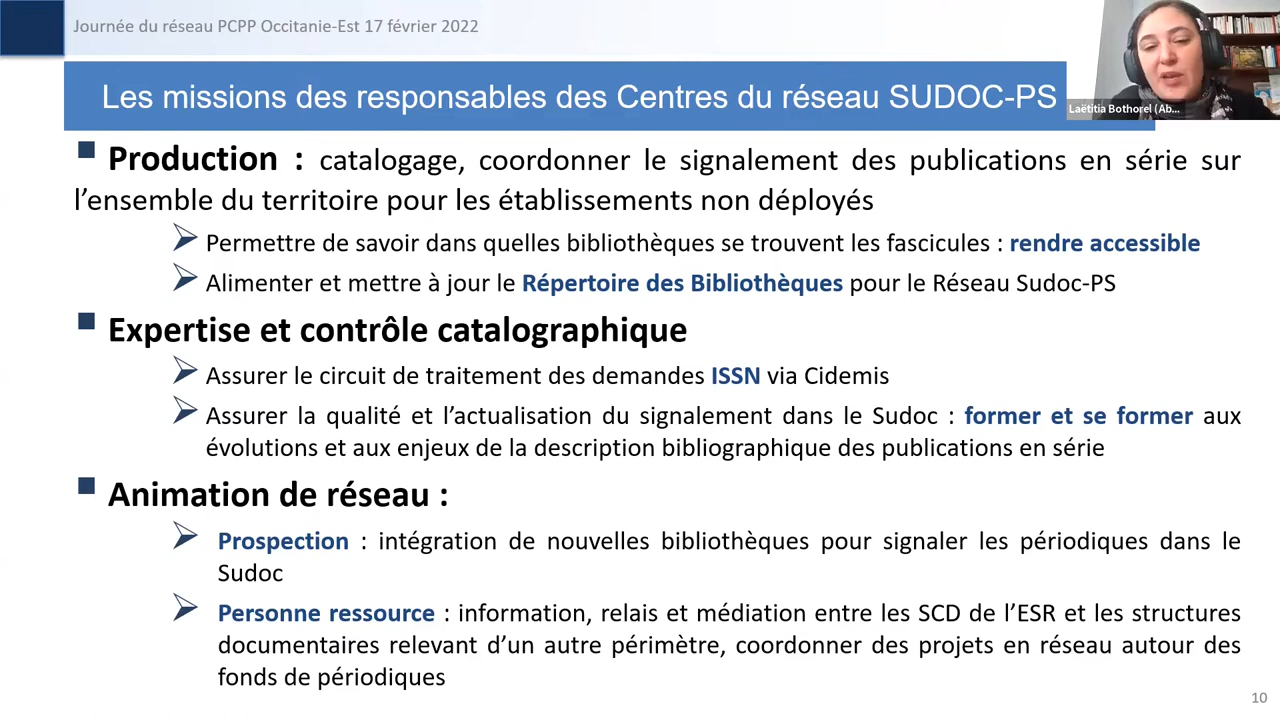 Journée du réseau PCPP Occitanie-Est 17 février 2022
Les missions des responsables des Centres du réseau SUDOC-PS
Laëtitia Bothorel (Ab...
Production : catalogage, coordonner le signalement des publications en série sur
l’ensemble du territoire pour les établissements non déployés
Permettre de savoir dans quelles bibliothèques se trouvent les fascicules : rendre accessible
Alimenter et mettre à jour le Répertoire des Bibliothèques pour le Réseau Sudoc-PS
Expertise et contrôle catalographique
Assurer le circuit de traitement des demandes ISSN via Cidemis
Assurer la qualité et l’actualisation du signalement dans le Sudoc : former et se former aux
évolutions et aux enjeux de la description bibliographique des publications en série
Animation de réseau :
Prospection : intégration de nouvelles bibliothèques pour signaler les périodiques dans le
Sudoc
Personne ressource : information, relais et médiation entre les SCD de l’ESR et les structures
documentaires relevant d’un autre périmètre, coordonner des projets en réseau autour des
fonds de périodiques
10